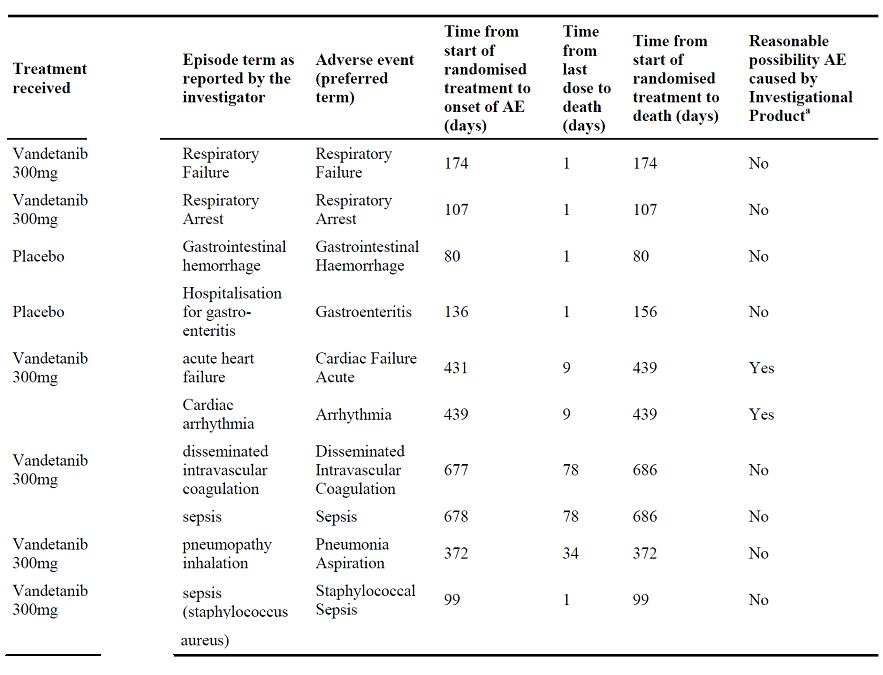 Treatment received
Episode term as reported by the investigator
Adverse event (preferred term)
Time from start of randomised treatment to onset of AE (days)
Time from last dose to death (days)
Time from start of randomised treatment to death (days)
Reasonable possibility AE caused by Investigational Product^a
Vandetanib 300mg
Respiratory Failure
Respiratory Failure
174
1
174
No
Vandetanib 300mg
Respiratory Arrest
Respiratory Arrest
107
1
107
No
Placebo
Gastrointestinal hemorrhage
Gastrointestinal Haemorrhage
80
1
80
No
Placebo
Hospitalisation for gastro-enteritis
Gastroenteritis
136
1
156
No
Vandetanib 300mg
acute heart failure
Cardiac Failure Acute
431
9
439
Yes
Cardiac arrhythmia
Arrhythmia
439
9
439
Yes
Vandetanib 300mg
disseminated intravascular coagulation
Disseminated Intravascular Coagulation
677
78
686
No
sepsis
Sepsis
678
78
686
No
Vandetanib 300mg
pneumopathy inhalation
Pneumonia Aspiration
372
34
372
No
Vandetanib 300mg
sepsis (staphylococcus aureus)
Staphylococcal Sepsis
99
1
99
No